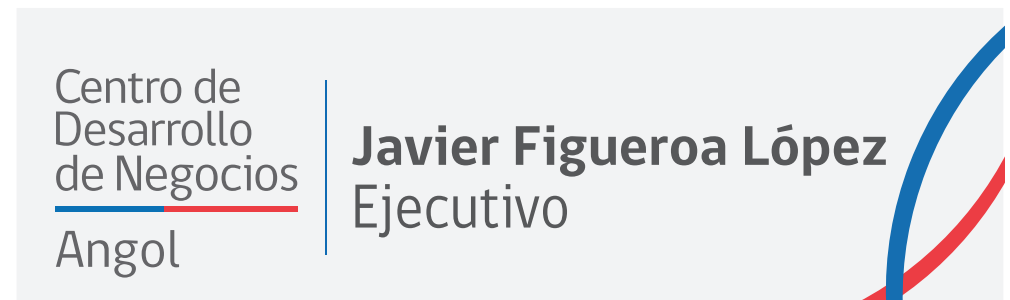 Centro de
Desarrollo
de Negocios
Angol
Javier Figueroa López
Ejecutivo